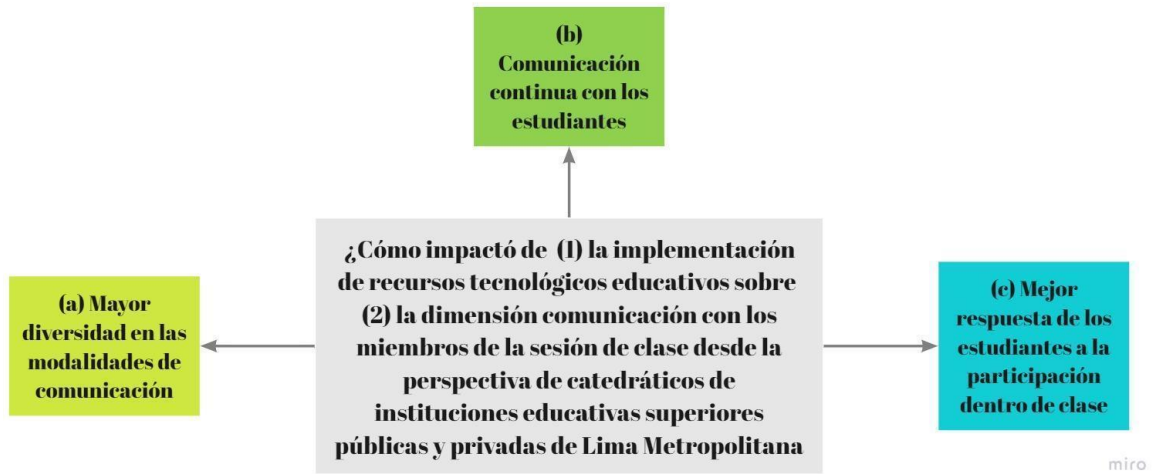 (b)
Comunicación
continua con los
estudiantes
¿Cómo impactó de (1) la implementación
de recursos tecnológicos educativos sobre
(2) la dimensión comunicación con los
miembros de la sesión de clase desde la
perspectiva de catedráticos de
instituciones educativas superiores
públicas y privadas de Lima Metropolitana
(a) Mayor
diversidad en las
modalidades de
comunicación
(c) Mejor
respuesta de los
estudiantes a la
participación
dentro de clase
miro